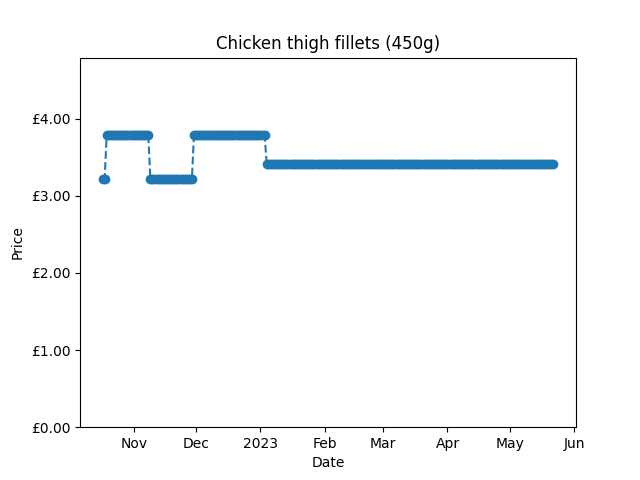 Chicken thigh fillets (450g)
£4.00
£3.00
£2.00
£1.00
£0.00
Price
Nov Dec 2023 Feb Mar Apr May Jun
Date